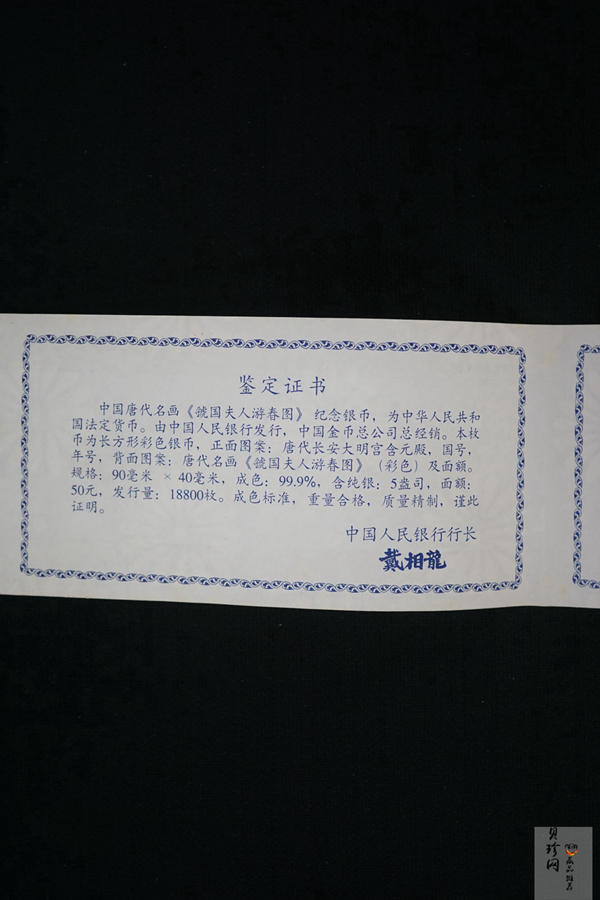 鉴定证书
中国唐代名画《虢国夫人游春图》纪念银币，为中华人民共和
国法定货币。由中国人民银行发行，中国金币总公司总经销。本枚
币为长方形彩色银币，正面图案：唐代长安大明宫含元殿，国号，
年号，背面图案：唐代名画《虢国夫人游春图》（彩色）及面额。
规格：90毫米 × 40毫米，成色：99.9%，含纯银：5盎司，面额：
50元，发行量：18800枚。成色标准，重量合格，质量精制，谨此
证明。
中国人民银行行长
戴相龍
贝珍网
藏品推荐